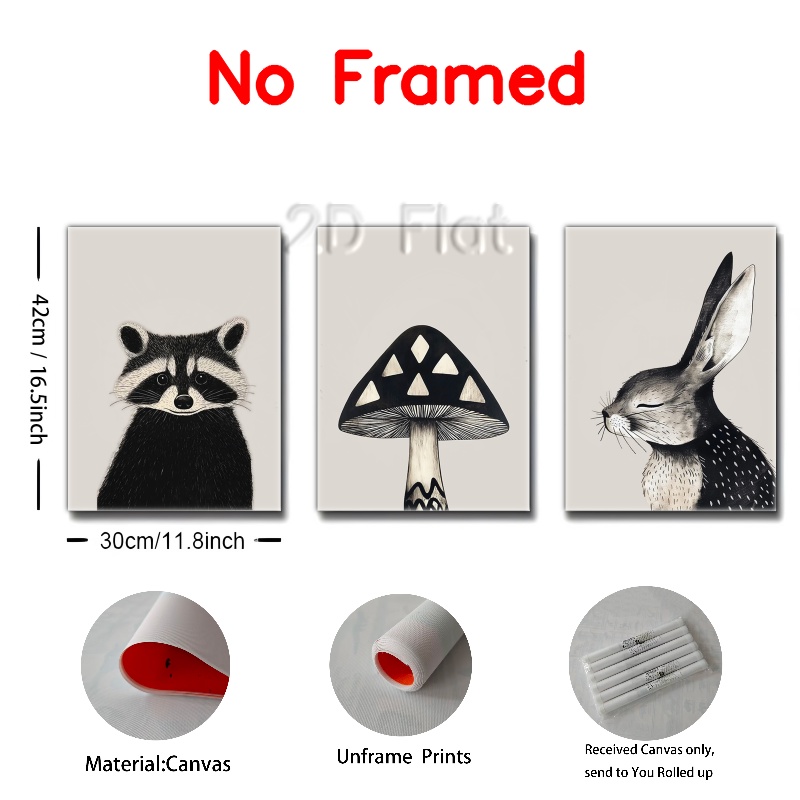 No Framed
2.D Flat
42cm / 16.5inch
30cm/11.8inch
Material:Canvas
Unframe Prints
Received Canvas only,
send to You Rolled up